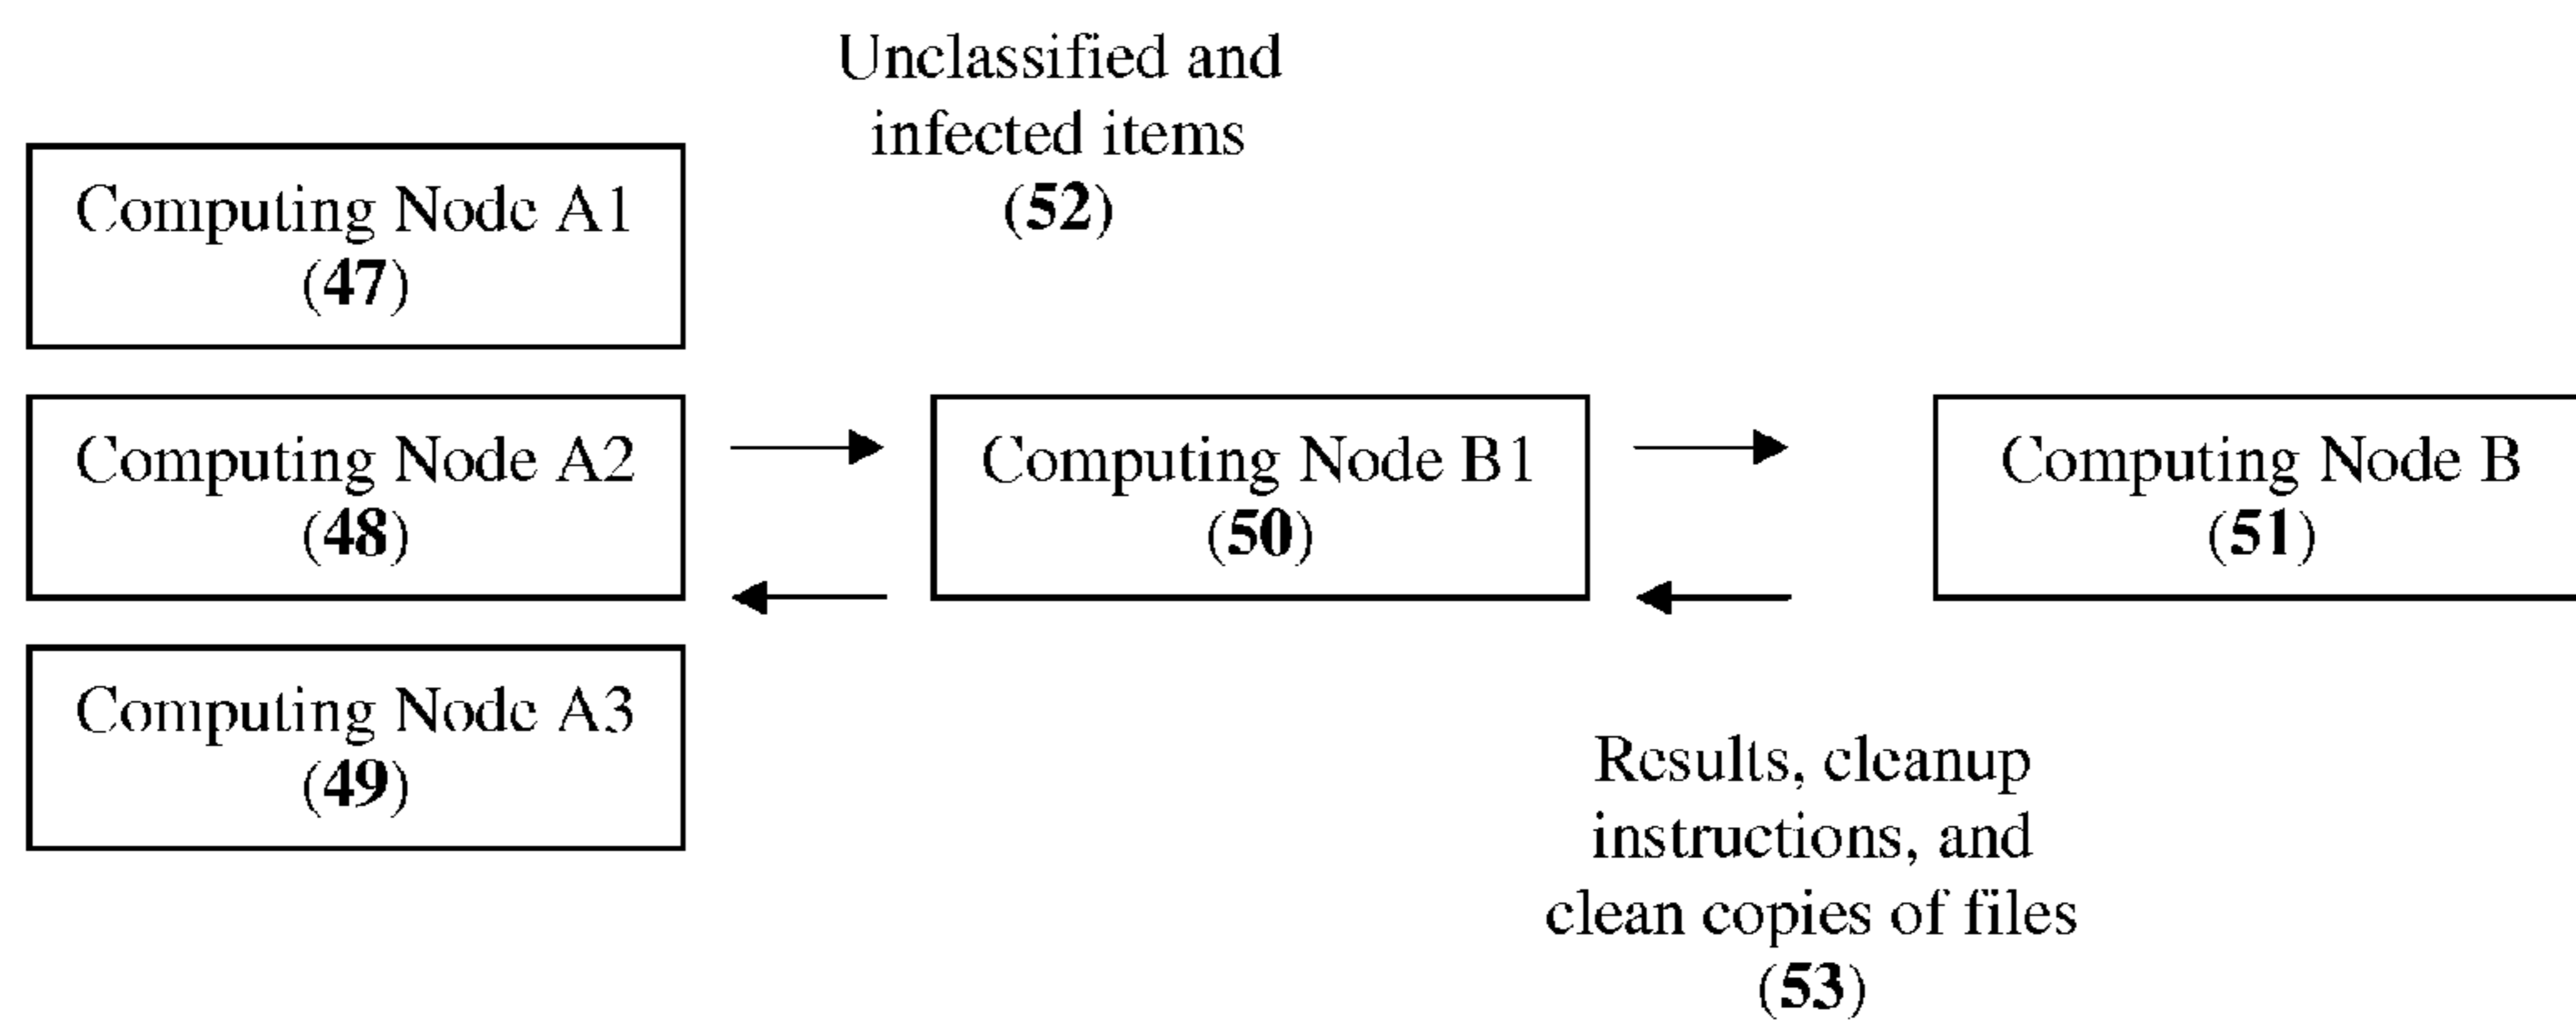 Unclassified and
infected items
(52)
Computing Node A1
(47)
Computing Node A2
(48)
Computing Node B1
(50)
Computing Node B
(51)
Computing Node A3
(49)
Results, cleanup
instructions, and
clean copies of files
(53)